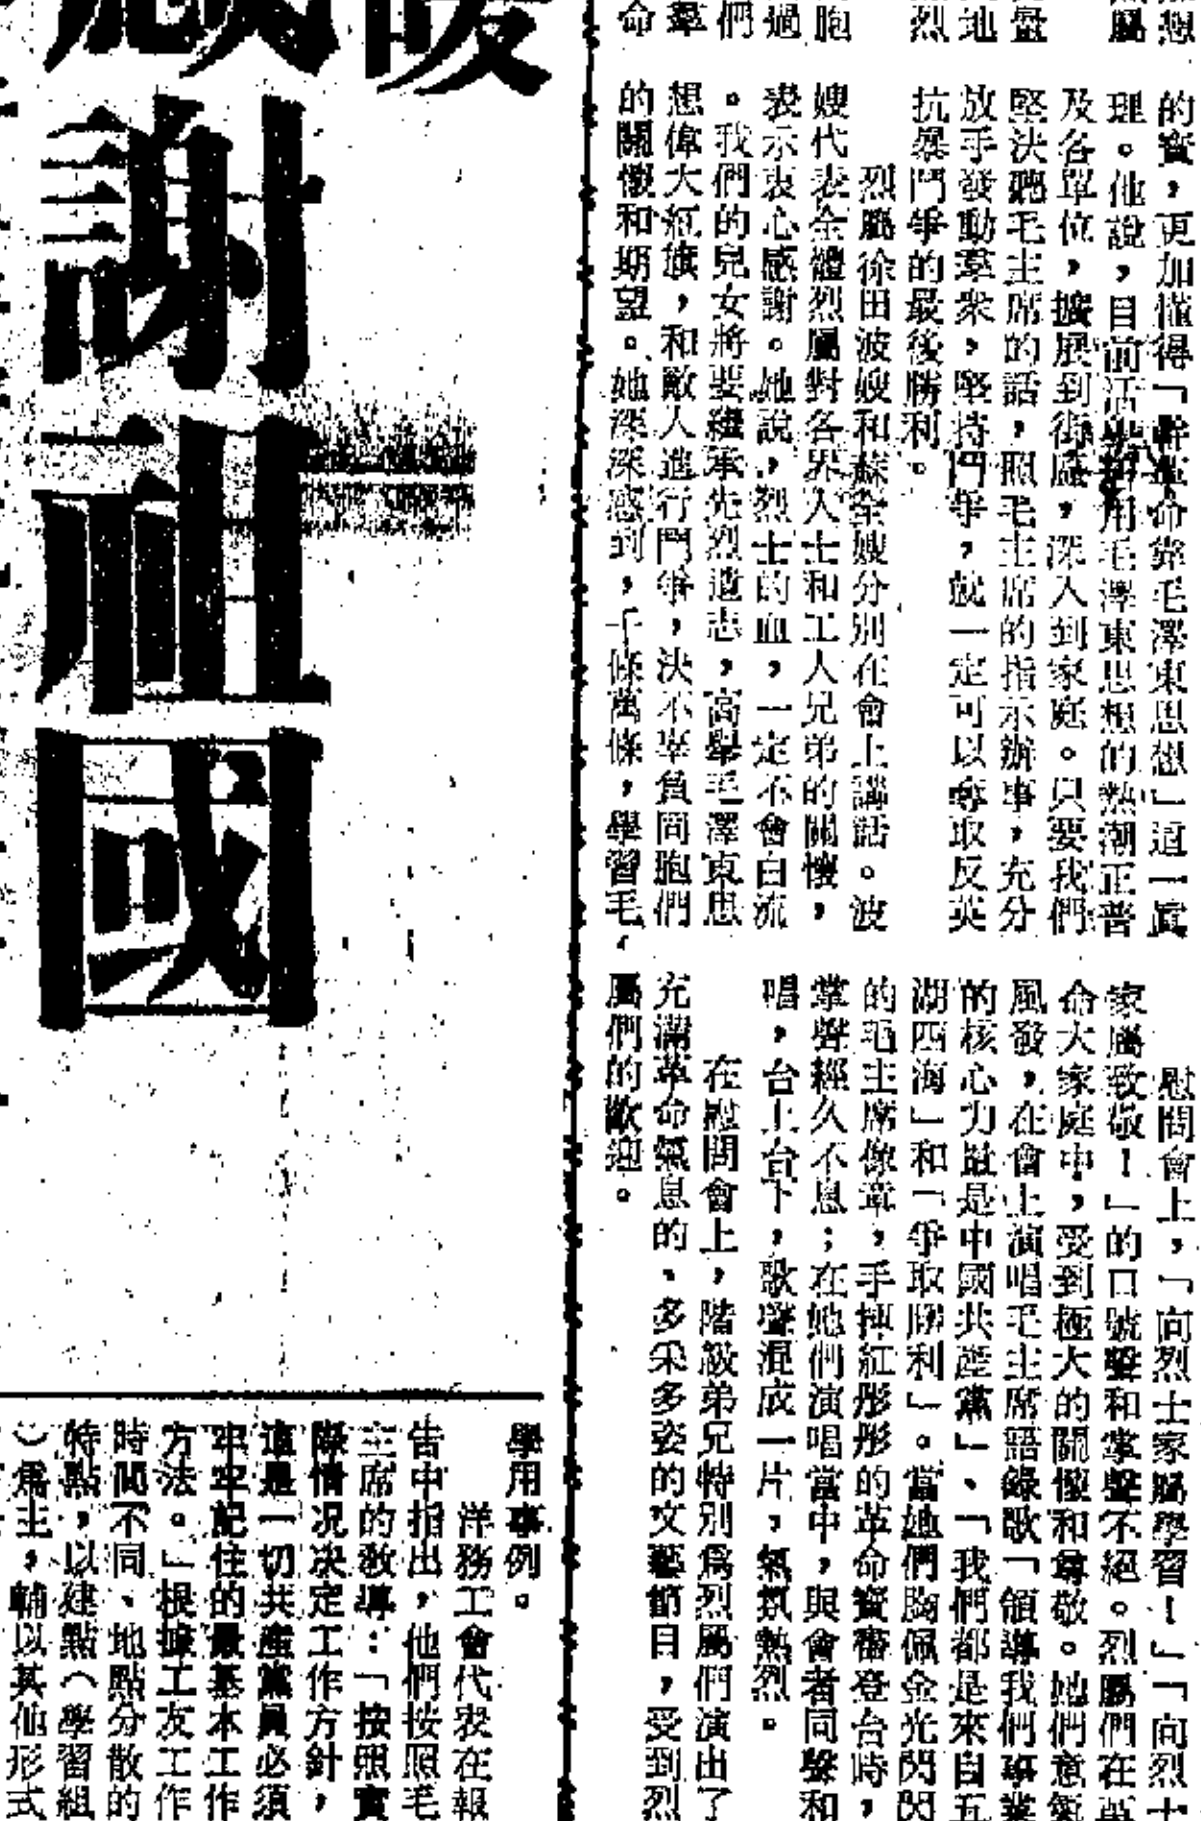 的寶，更加懂得「幹革命靠毛澤東思想」這一眞
理。他說，目前活學活用毛澤東思想的熱潮正普
及各單位，擴展到街廠，深入到家庭。只要我們
堅決聽毛主席的話，照毛主席的指示辦事，充分
放手發動羣衆，堅持鬥爭，就一定可以奪取反英
抗暴鬥爭的最後勝利。
烈屬徐田波嫂和蘇全嫂分別在會上講話。波
嫂代表全體烈屬對各界人士和工人兄弟的關懷，
表示衷心感謝。她說，烈士的血，一定不會白流
。我們的兒女將要繼承先烈遺志，高舉毛澤東思
想偉大紅旗，和敵人進行鬥爭，決不辜負同胞們
的關懷和期望。她深深感到，千條萬條，學習毛
慰問會上，「向烈士家屬學習！」「向烈士
家屬致敬！」的口號聲和掌聲不絕。烈屬們在革
命大家庭中，受到極大的關懷和尊敬。她們意氣
風發，在會上演唱毛主席語錄歌「領導我們事業
的核心力量是中國共產黨」、「我們都是來自五
湖四海」和「爭取勝利」。當她們胸佩金光閃閃
的毛主席像章，手揮紅彤彤的革命寶書登台時，
掌聲經久不息；在她們演唱當中，與會者同聲和
唱，台上台下，歌聲混成一片，氣氛熱烈。
在慰問會上，階級弟兄特別爲烈屬們演出了
充滿革命氣息的、多采多姿的文藝節目，受到烈
屬們的歡迎。
謝祖國
學用事例。
洋務工會代表在報
告中指出，他們按照毛
主席的敎導：「按照實
際情況决定工作方針，
這是一切共產黨員必須
牢牢記住的最基本工作
方法。」根據工友工作
時間不同、地點分散的
特點，以建點（學習組
）爲主，輔以其他形式